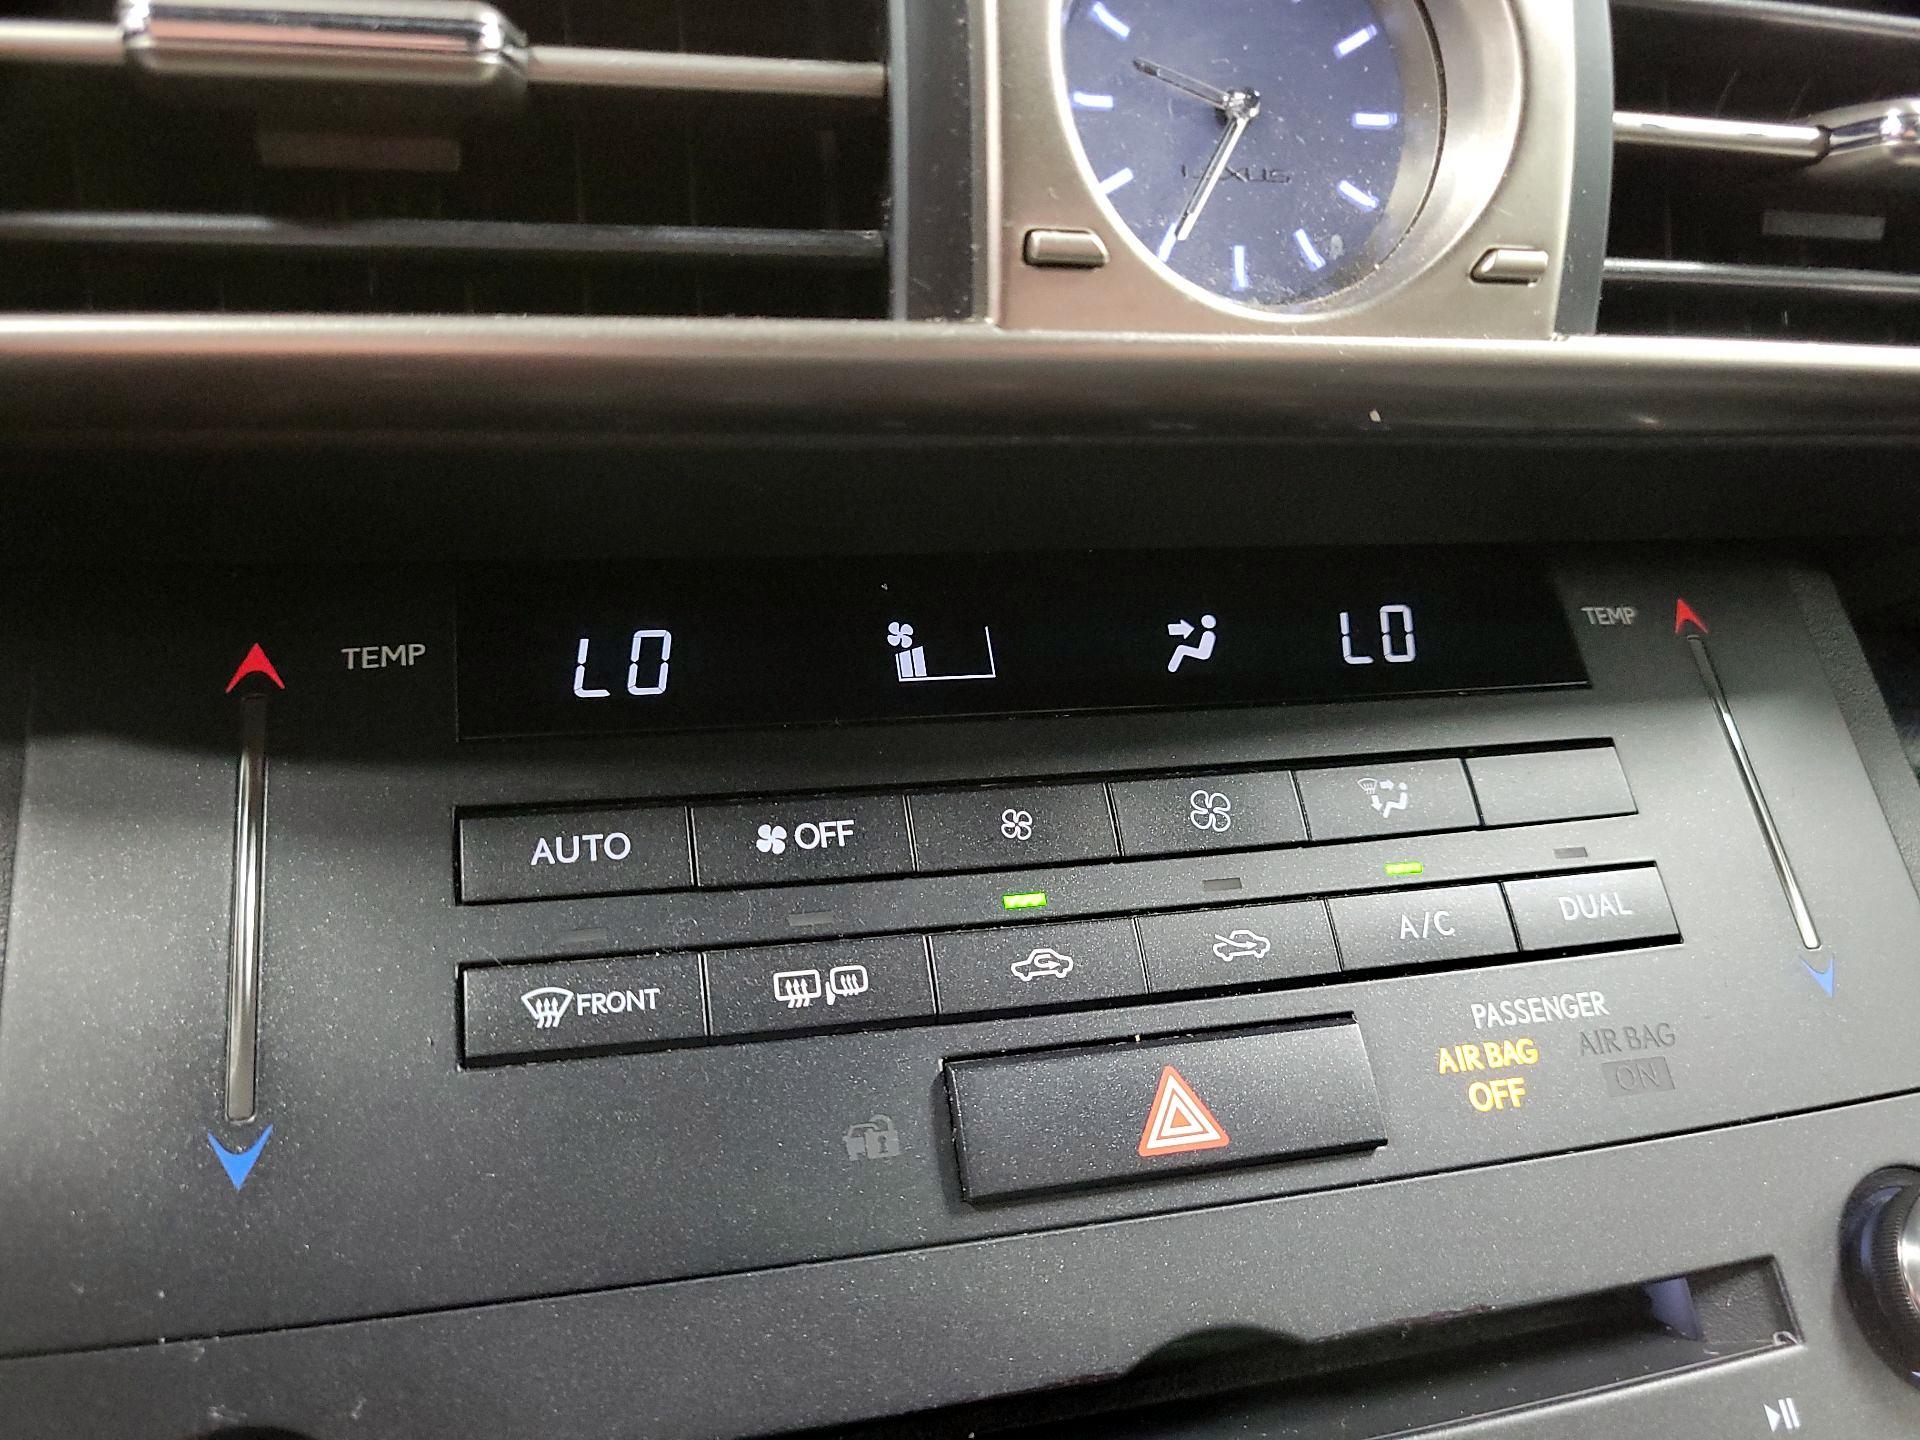 LEXUS
TEMP
LO
LO
TEMP
AUTO
OFF
FRONT
A/C
DUAL
PASSENGER
AIR BAG
OFF
AIR BAG
ON